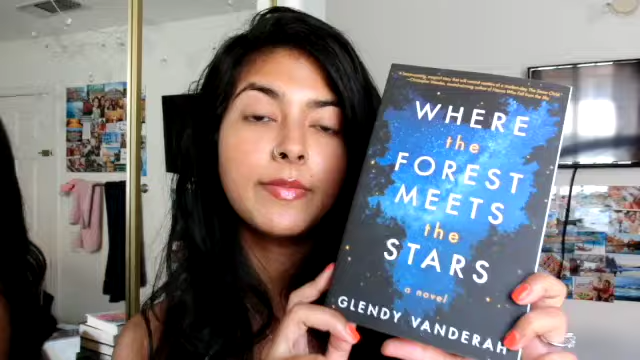 WHERE
the
FOREST
MEETS
the
STARS
a novel
GLENDY VANDERAH